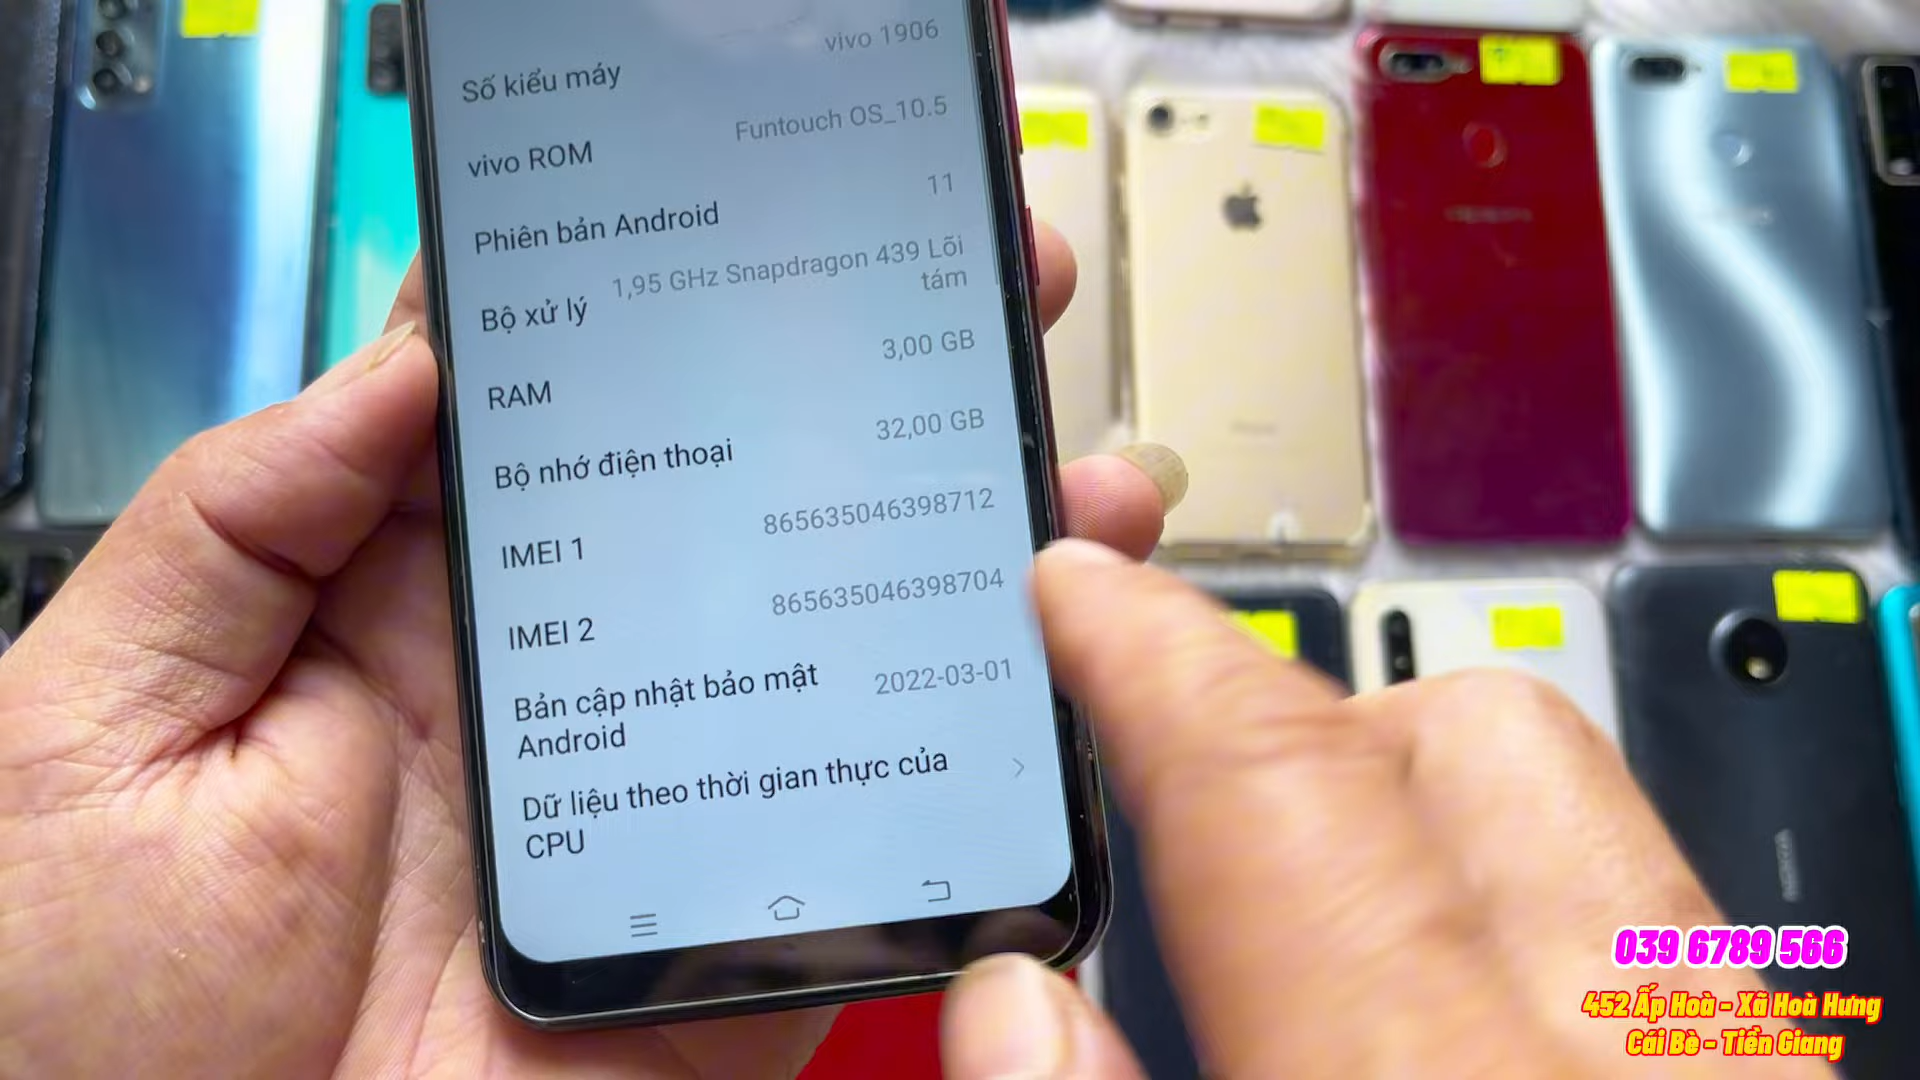 vivo 1906
Số kiểu máy
Funtouch OS_10.5
vivo ROM
11
Phiên bản Android
1,95 GHz Snapdragon 439 Lõi
tám
Bộ xử lý
3,00 GB
RAM
32,00 GB
Bộ nhớ điện thoại
865635046398712
IMEI 1
865635046398704
IMEI 2
Bản cập nhật bảo mật
Android
2022-03-01
Dữ liệu theo thời gian thực của
CPU
NOKIA
039 6789 566
452 Ấp Hoà - Xã Hoà Hưng
Cái Bè - Tiền Giang